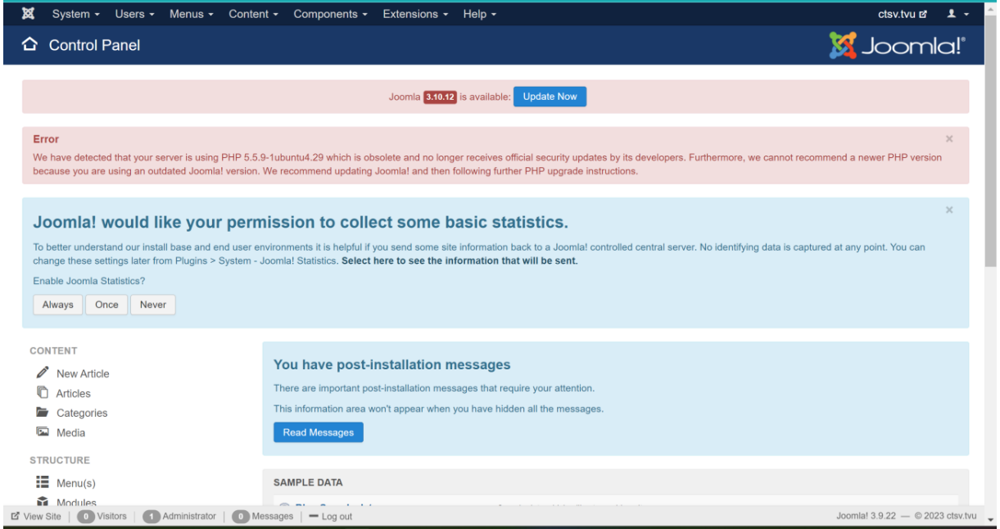 System Users Menus Content Components Extensions Help ctsv.tvu
Control Panel Joomla!®
Joomla 3.10.12 is available: Update Now
Error ×
We have detected that your server is using PHP 5.5.9-1ubuntu4.29 which is obsolete and no longer receives official security updates by its developers. Furthermore, we cannot recommend a newer PHP version
because you are using an outdated Joomla! version. We recommend updating Joomla! and then following further PHP upgrade instructions.
Joomla! would like your permission to collect some basic statistics. ×
To better understand our install base and end user environments it is helpful if you send some site information back to a Joomla! controlled central server. No identifying data is captured at any point. You can
change these settings later from Plugins > System - Joomla! Statistics. Select here to see the information that will be sent.
Enable Joomla Statistics?
Always Once Never
CONTENT
New Article
Articles
Categories
Media
STRUCTURE
Menu(s)
Modules
You have post-installation messages
There are important post-installation messages that require your attention.
This information area won't appear when you have hidden all the messages.
Read Messages
SAMPLE DATA
View Site 0 Visitors 1 Administrator 0 Messages Log out Joomla! 3.9.22 — © 2023 ctsv.tvu